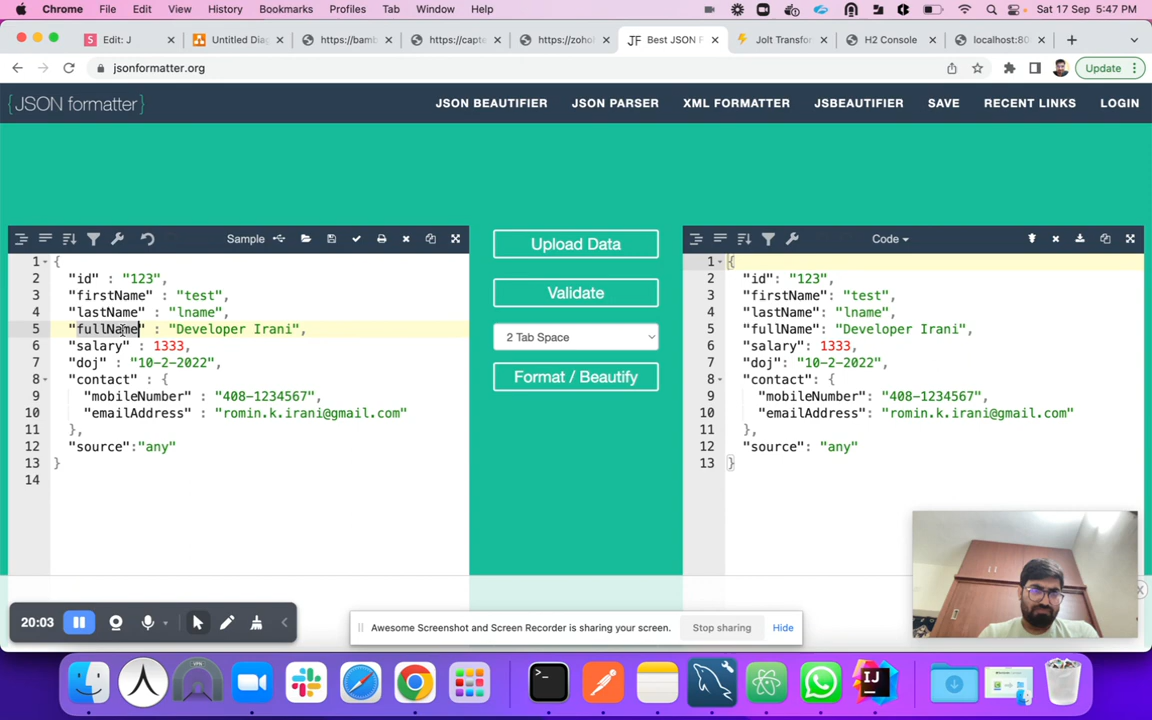 Chrome File Edit View History Bookmarks Profiles Tab Window Help Sat 17 Sep 5:47 PM
Edit: J Untitled Dia https://bamb https://capte https://zoho Best JSON F Jolt Transfor H2 Console localhost:80
jsonformatter.org Update
{JSON formatter} JSON BEAUTIFIER JSON PARSER XML FORMATTER JSBEAUTIFIER SAVE RECENT LINKS LOGIN
Sample
1 {
2 "id" : "123",
3 "firstName" : "test",
4 "lastName" : "lname",
5 "fullName" : "Developer Irani",
6 "salary" : 1333,
7 "doj" : "10-2-2022",
8 "contact" : {
9 "mobileNumber" : "408-1234567",
10 "emailAddress" : "romin.k.irani@gmail.com"
11 },
12 "source":"any"
13 }
14
Upload Data
Validate
2 Tab Space
Format / Beautify
Code
1 {
2 "id": "123",
3 "firstName": "test",
4 "lastName": "lname",
5 "fullName": "Developer Irani",
6 "salary": 1333,
7 "doj": "10-2-2022",
8 "contact": {
9 "mobileNumber": "408-1234567",
10 "emailAddress": "romin.k.irani@gmail.com"
11 },
12 "source": "any"
13 }
20:03
Awesome Screenshot and Screen Recorder is sharing your screen. Stop sharing Hide